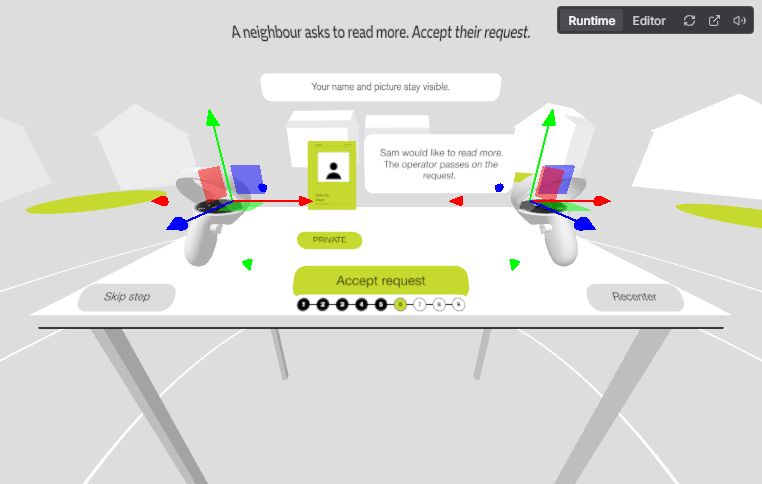 Runtime
Editor
A neighbour asks to read more. Accept their request.
Your name and picture stay visible.
Sam would like to read more.
The operator passes on the
request.
PRIVATE
Accept request
Skip step
Recenter
1 2 3 4 5 6 7 8 9